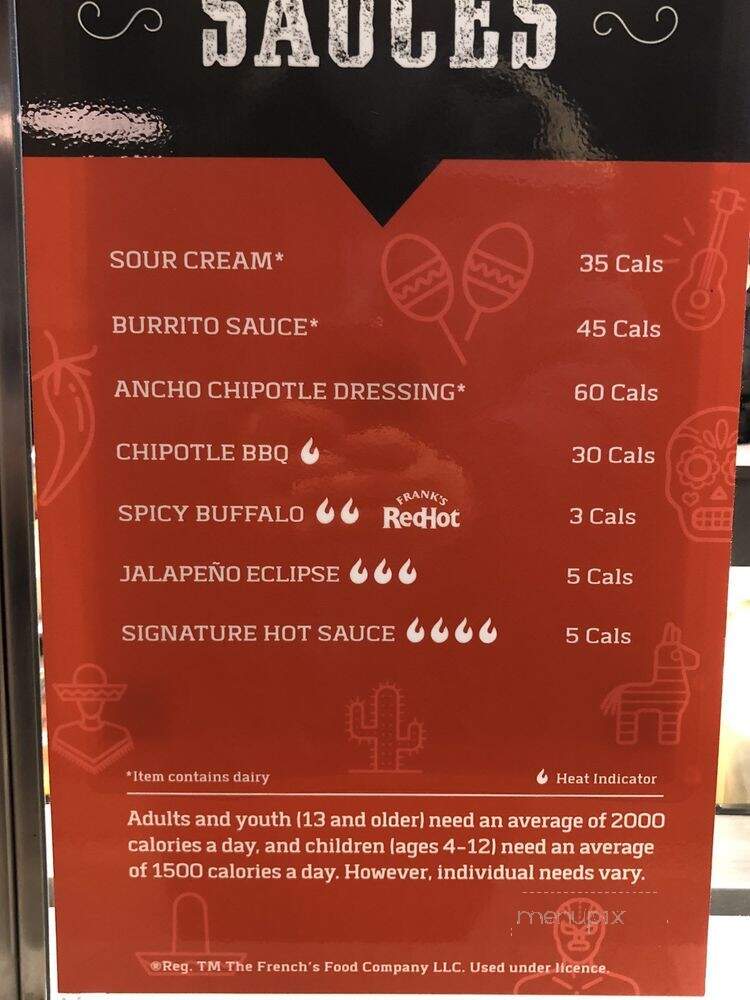 SAUCES
SOUR CREAM* 35 Cals
BURRITO SAUCE* 45 Cals
ANCHO CHIPOTLE DRESSING* 60 Cals
CHIPOTLE BBQ 30 Cals
SPICY BUFFALO FRANK'S RedHot 3 Cals
JALAPEÑO ECLIPSE 5 Cals
SIGNATURE HOT SAUCE 5 Cals
*Item contains dairy Heat Indicator
Adults and youth (13 and older) need an average of 2000
calories a day, and children (ages 4-12) need an average
of 1500 calories a day. However, individual needs vary.
menupix
®Reg. TM The French's Food Company LLC. Used under licence.